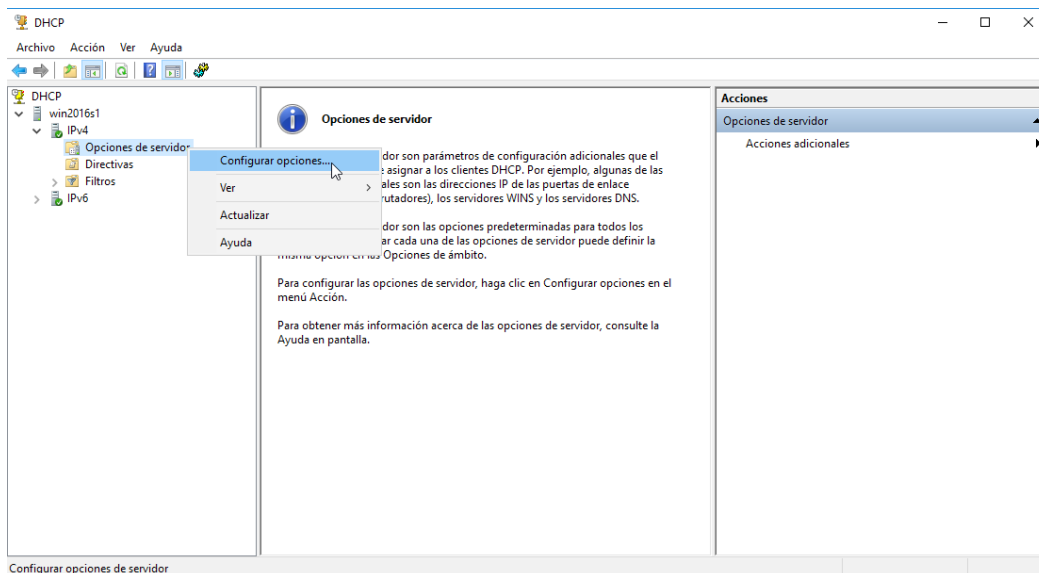 DHCP
Archivo Acción Ver Ayuda
DHCP
win2016s1
IPv4
Opciones de servidor
Directivas
Filtros
IPv6
Configurar opciones...
Ver
Actualizar
Ayuda
Opciones de servidor
dor son parámetros de configuración adicionales que el
asignar a los clientes DHCP. Por ejemplo, algunas de las
ales son las direcciones IP de las puertas de enlace
rutadores), los servidores WINS y los servidores DNS.
dor son las opciones predeterminadas para todos los
ar cada una de las opciones de servidor puede definir la
misma opción en las Opciones de ámbito.
Para configurar las opciones de servidor, haga clic en Configurar opciones en el
menú Acción.
Para obtener más información acerca de las opciones de servidor, consulte la
Ayuda en pantalla.
Acciones
Opciones de servidor
Acciones adicionales
Configurar opciones de servidor